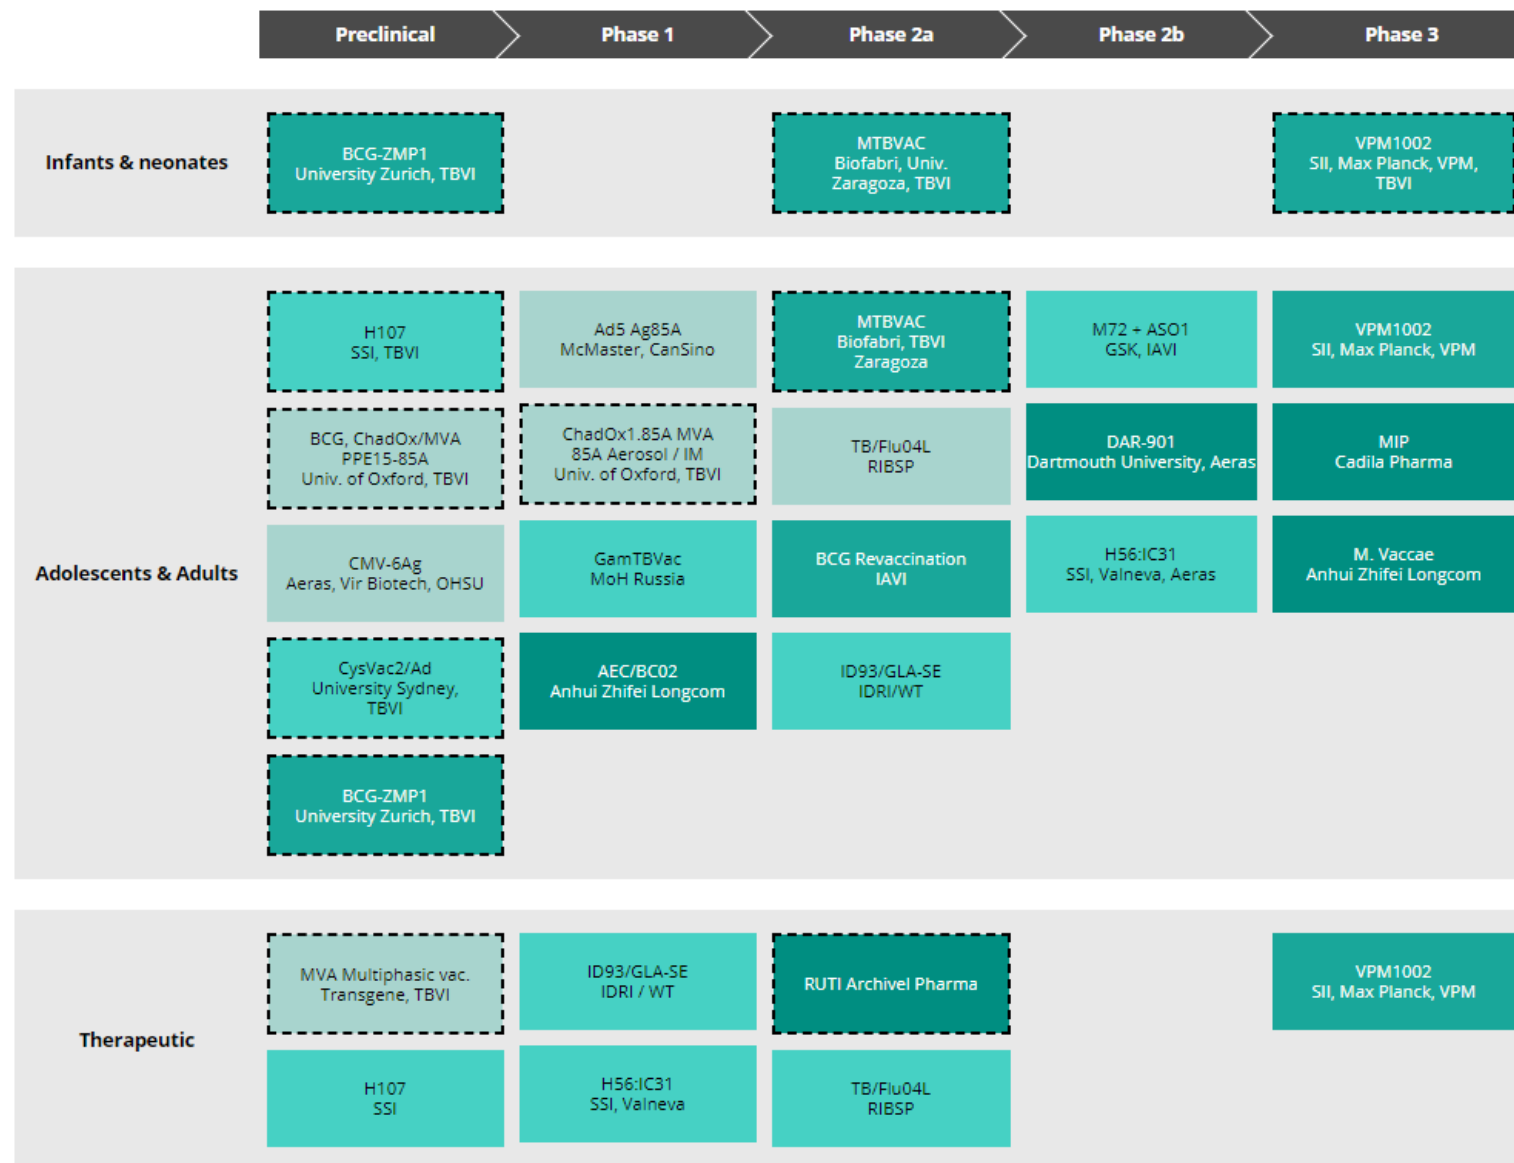 Preclinical
Phase 1
Phase 2a
Phase 2b
Phase 3
Infants & neonates
BCG-ZMP1
University Zurich, TBVI
MTBVAC
Biofabri, Univ.
Zaragoza, TBVI
VPM1002
SII, Max Planck, VPM,
TBVI
Adolescents & Adults
H107
SSI, TBVI
Ad5 Ag85A
McMaster, CanSino
MTBVAC
Biofabri, TBVI
Zaragoza
M72 + ASO1
GSK, IAVI
VPM1002
SII, Max Planck, VPM
BCG, ChadOx/MVA
PPE15-85A
Univ. of Oxford, TBVI
ChadOx1.85A MVA
85A Aerosol / IM
Univ. of Oxford, TBVI
TB/Flu04L
RIBSP
DAR-901
Dartmouth University, Aeras
MIP
Cadila Pharma
CMV-6Ag
Aeras, Vir Biotech, OHSU
GamTBVac
MoH Russia
BCG Revaccination
IAVI
H56:IC31
SSI, Valneva, Aeras
M. Vaccae
Anhui Zhifei Longcom
CysVac2/Ad
University Sydney,
TBVI
AEC/BC02
Anhui Zhifei Longcom
ID93/GLA-SE
IDRI/WT
BCG-ZMP1
University Zurich, TBVI
Therapeutic
MVA Multiphasic vac.
Transgene, TBVI
ID93/GLA-SE
IDRI / WT
RUTI Archivel Pharma
VPM1002
SII, Max Planck, VPM
H107
SSI
H56:IC31
SSI, Valneva
TB/Flu04L
RIBSP